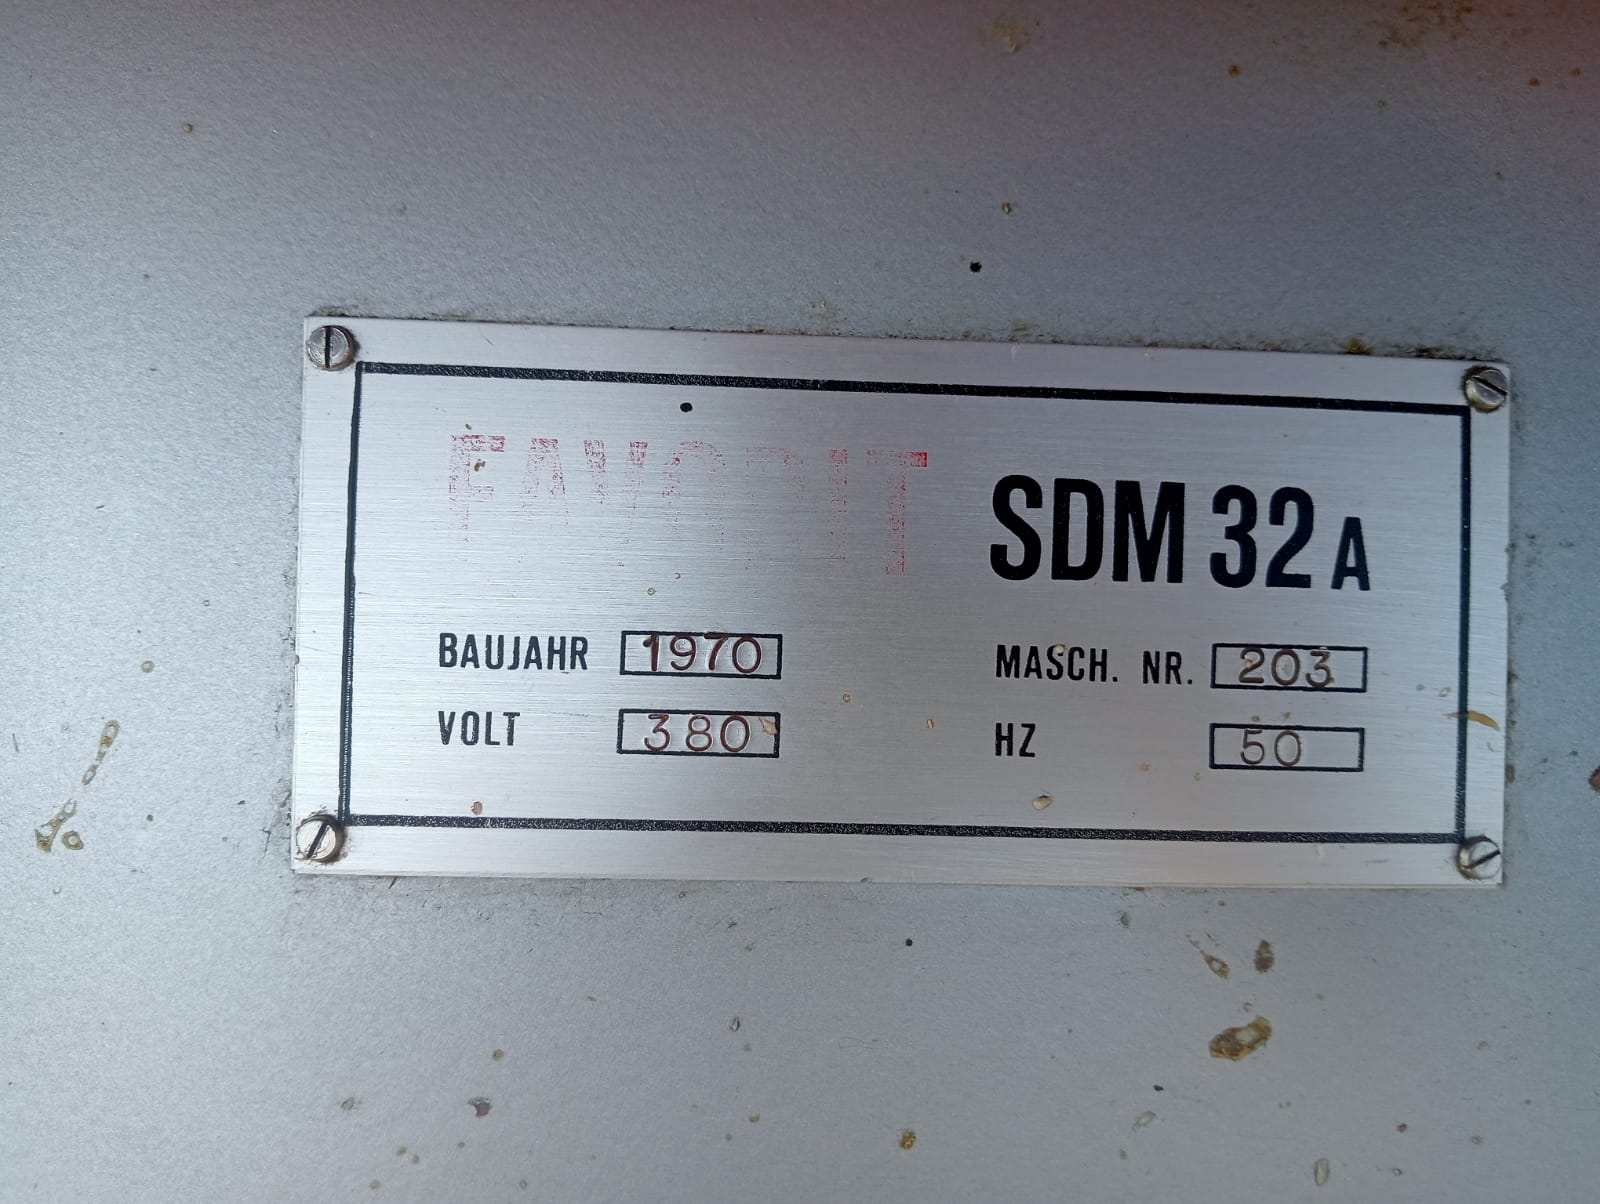 FAVORIT SDM 32 A
BAUJAHR 1970 MASCH. NR. 203
VOLT 380 HZ 50